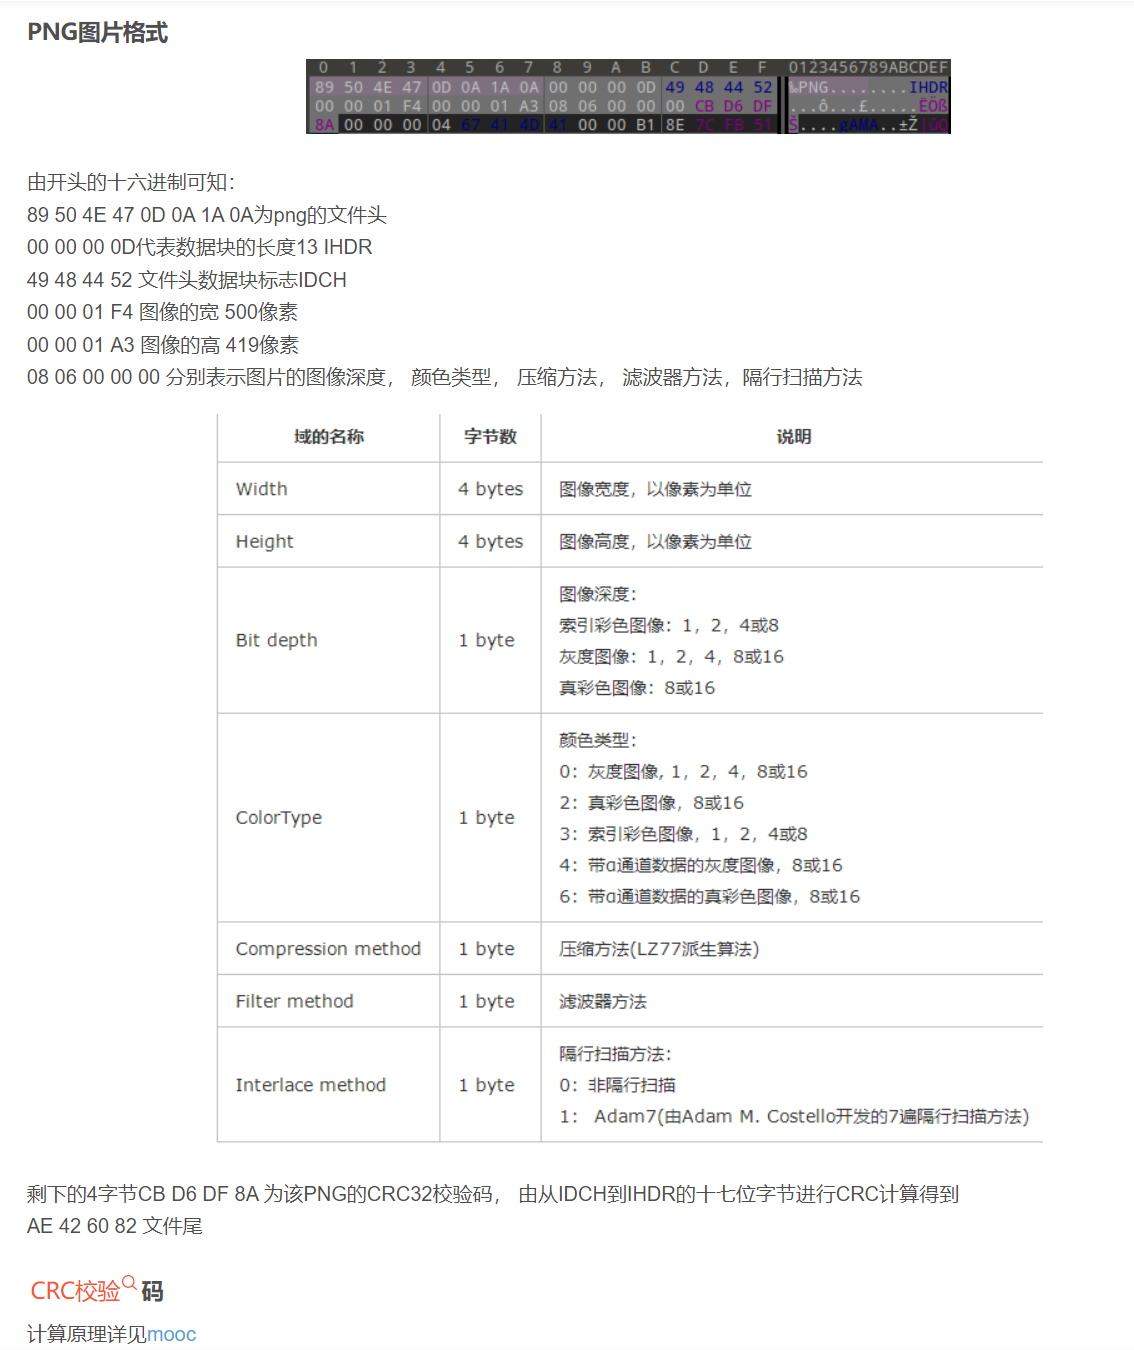 PNG图片格式
0 1 2 3 4 5 6 7 8 9 A B C D E F 0123456789ABCDEF
89 50 4E 47 0D 0A 1A 0A 00 00 00 0D 49 48 44 52 ‰PNG........IHDR
00 00 01 F4 00 00 01 A3 08 06 00 00 00 CB D6 DF ...ô...£.....ËÖß
8A 00 00 00 04 67 41 4D 41 00 00 B1 8E 7C FB 51 Š....gAMA..±Ž|ûQ
由开头的十六进制可知：
89 50 4E 47 0D 0A 1A 0A为png的文件头
00 00 00 0D代表数据块的长度13 IHDR
49 48 44 52 文件头数据块标志IDCH
00 00 01 F4 图像的宽 500像素
00 00 01 A3 图像的高 419像素
08 06 00 00 00 分别表示图片的图像深度， 颜色类型， 压缩方法， 滤波器方法，隔行扫描方法
域的名称 字节数 说明
Width 4 bytes 图像宽度，以像素为单位
Height 4 bytes 图像高度，以像素为单位
Bit depth 1 byte 图像深度：
索引彩色图像：1，2，4或8
灰度图像：1，2，4，8或16
真彩色图像：8或16
ColorType 1 byte 颜色类型：
0：灰度图像, 1，2，4，8或16
2：真彩色图像，8或16
3：索引彩色图像，1，2，4或8
4：带α通道数据的灰度图像，8或16
6：带α通道数据的真彩色图像，8或16
Compression method 1 byte 压缩方法(LZ77派生算法)
Filter method 1 byte 滤波器方法
Interlace method 1 byte 隔行扫描方法：
0：非隔行扫描
1： Adam7(由Adam M. Costello开发的7遍隔行扫描方法)
剩下的4字节CB D6 DF 8A 为该PNG的CRC32校验码， 由从IDCH到IHDR的十七位字节进行CRC计算得到
AE 42 60 82 文件尾
CRC校验码
计算原理详见mooc